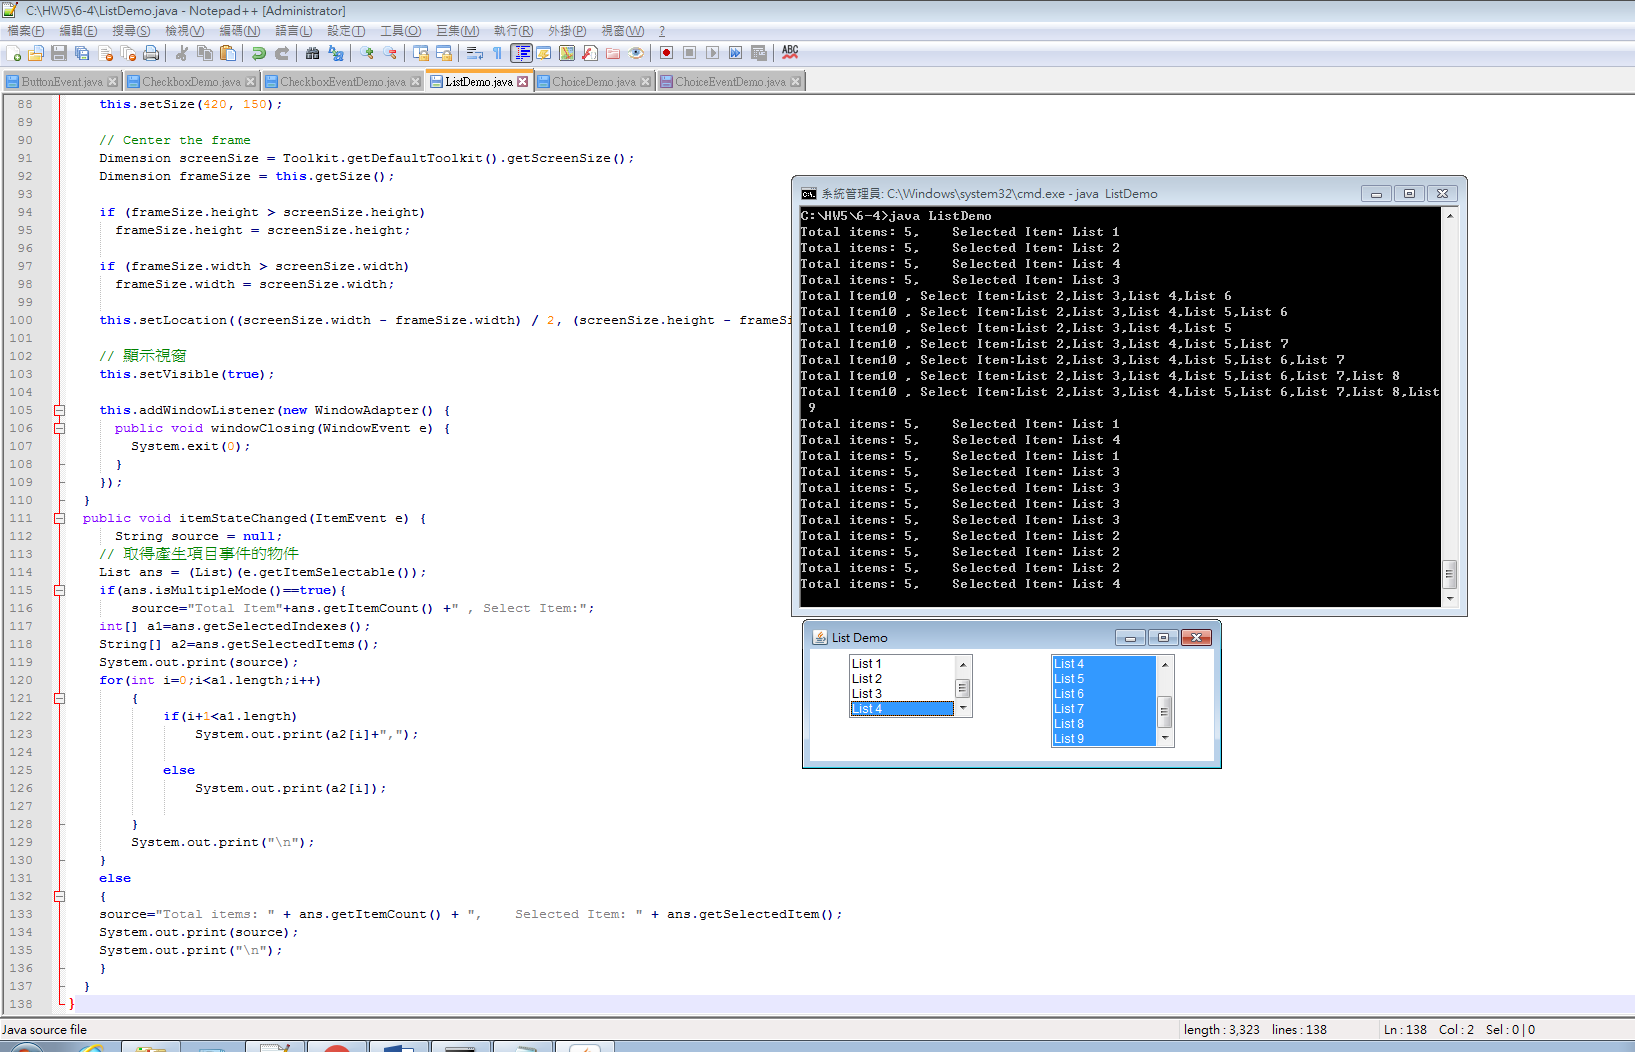 C:\HW5\6-4\ListDemo.java - Notepad++ [Administrator]
檔案(F) 編輯(E) 搜尋(S) 檢視(V) 編碼(N) 語言(L) 設定(T) 工具(O) 巨集(M) 執行(R) 外掛(P) 視窗(W) ?
ABC
ButtonEvent.java CheckboxDemo.java CheckboxEventDemo.java ListDemo.java ChoiceDemo.java ChoiceEventDemo.java
88 this.setSize(420, 150);
89
90 // Center the frame
91 Dimension screenSize = Toolkit.getDefaultToolkit().getScreenSize();
92 Dimension frameSize = this.getSize();
93
94 if (frameSize.height > screenSize.height)
95 frameSize.height = screenSize.height;
96
97 if (frameSize.width > screenSize.width)
98 frameSize.width = screenSize.width;
99
100 this.setLocation((screenSize.width - frameSize.width) / 2, (screenSize.height - frameSi
101
102 // 顯示視窗
103 this.setVisible(true);
104
105 this.addWindowListener(new WindowAdapter() {
106 public void windowClosing(WindowEvent e) {
107 System.exit(0);
108 }
109 });
110 }
111 public void itemStateChanged(ItemEvent e) {
112 String source = null;
113 // 取得產生項目事件的物件
114 List ans = (List)(e.getItemSelectable());
115 if(ans.isMultipleMode()==true){
116 source="Total Item"+ans.getItemCount() +" , Select Item:";
117 int[] a1=ans.getSelectedIndexes();
118 String[] a2=ans.getSelectedItems();
119 System.out.print(source);
120 for(int i=0;i<a1.length;i++)
121 {
122 if(i+1<a1.length)
123 System.out.print(a2[i]+",");
124
125 else
126 System.out.print(a2[i]);
127
128 }
129 System.out.print("\n");
130 }
131 else
132 {
133 source="Total items: " + ans.getItemCount() + ",    Selected Item: " + ans.getSelectedItem();
134 System.out.print(source);
135 System.out.print("\n");
136 }
137 }
138 }
系統管理員: C:\Windows\system32\cmd.exe - java  ListDemo
C:\HW5\6-4>java ListDemo
Total items: 5,    Selected Item: List 1
Total items: 5,    Selected Item: List 2
Total items: 5,    Selected Item: List 4
Total items: 5,    Selected Item: List 3
Total Item10 , Select Item:List 2,List 3,List 4,List 6
Total Item10 , Select Item:List 2,List 3,List 4,List 5,List 6
Total Item10 , Select Item:List 2,List 3,List 4,List 5
Total Item10 , Select Item:List 2,List 3,List 4,List 5,List 7
Total Item10 , Select Item:List 2,List 3,List 4,List 5,List 6,List 7
Total Item10 , Select Item:List 2,List 3,List 4,List 5,List 6,List 7,List 8
Total Item10 , Select Item:List 2,List 3,List 4,List 5,List 6,List 7,List 8,List
9
Total items: 5,    Selected Item: List 1
Total items: 5,    Selected Item: List 4
Total items: 5,    Selected Item: List 1
Total items: 5,    Selected Item: List 3
Total items: 5,    Selected Item: List 3
Total items: 5,    Selected Item: List 3
Total items: 5,    Selected Item: List 3
Total items: 5,    Selected Item: List 2
Total items: 5,    Selected Item: List 2
Total items: 5,    Selected Item: List 2
Total items: 5,    Selected Item: List 4
List Demo
List 1
List 2
List 3
List 4
List 4
List 5
List 6
List 7
List 8
List 9
Java source file
length : 3,323 lines : 138
Ln : 138 Col : 2 Sel : 0 | 0